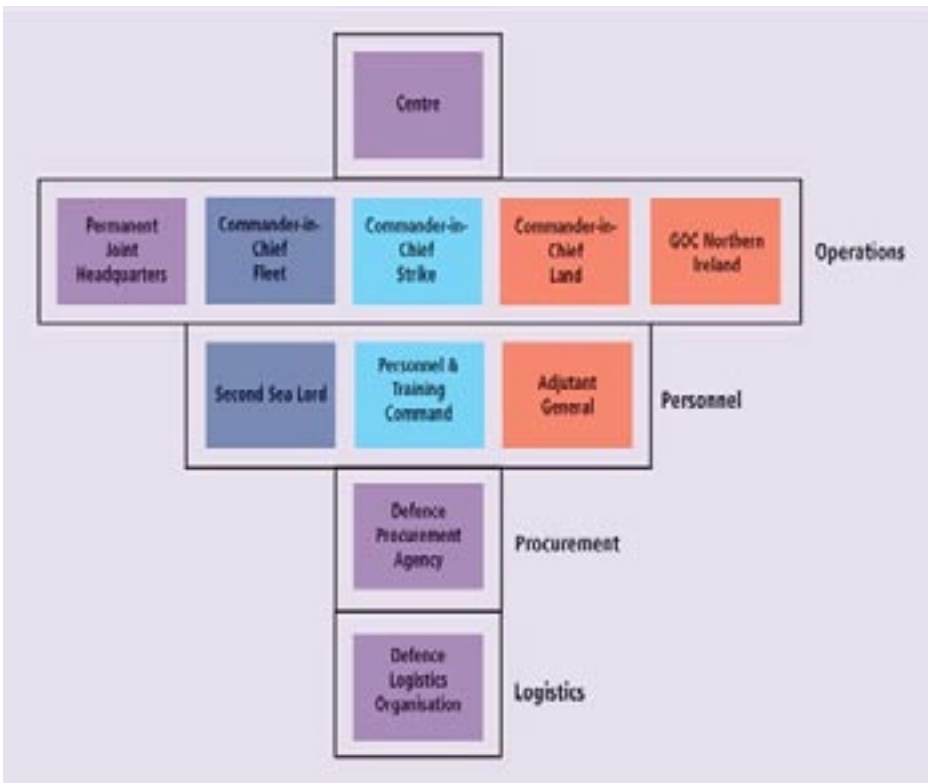 Centre
Permanent
Joint
Headquarters
Commander-in-
Chief
Fleet
Commander-in-
Chief
Strike
Commander-in-
Chief
Land
GOC Northern
Ireland
Operations
Second Sea Lord
Personnel &
Training
Command
Adjutant
General
Personnel
Defence
Procurement
Agency
Procurement
Defence
Logistics
Organisation
Logistics